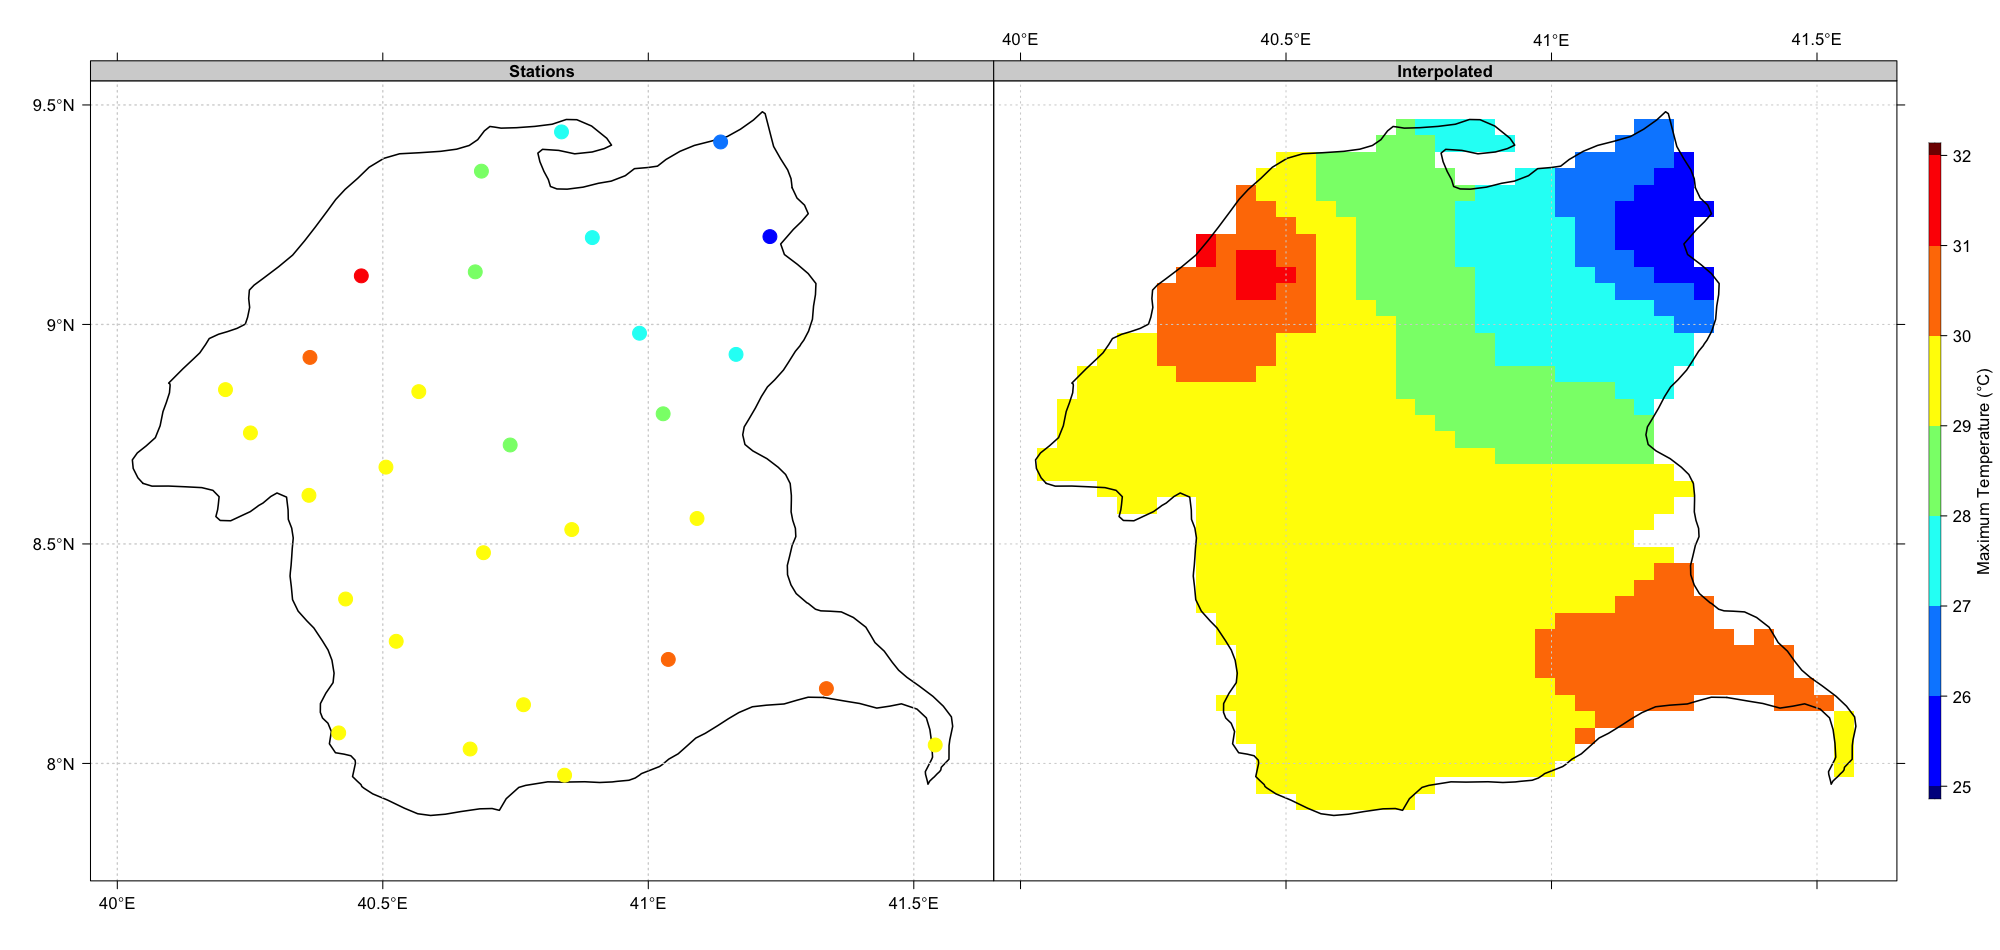 40°E 40.5°E 41°E 41.5°E
Stations Interpolated
9.5°N
9°N
8.5°N
8°N
40°E 40.5°E 41°E 41.5°E
32
31
30
29
28
27
26
25
Maximum Temperature (°C)